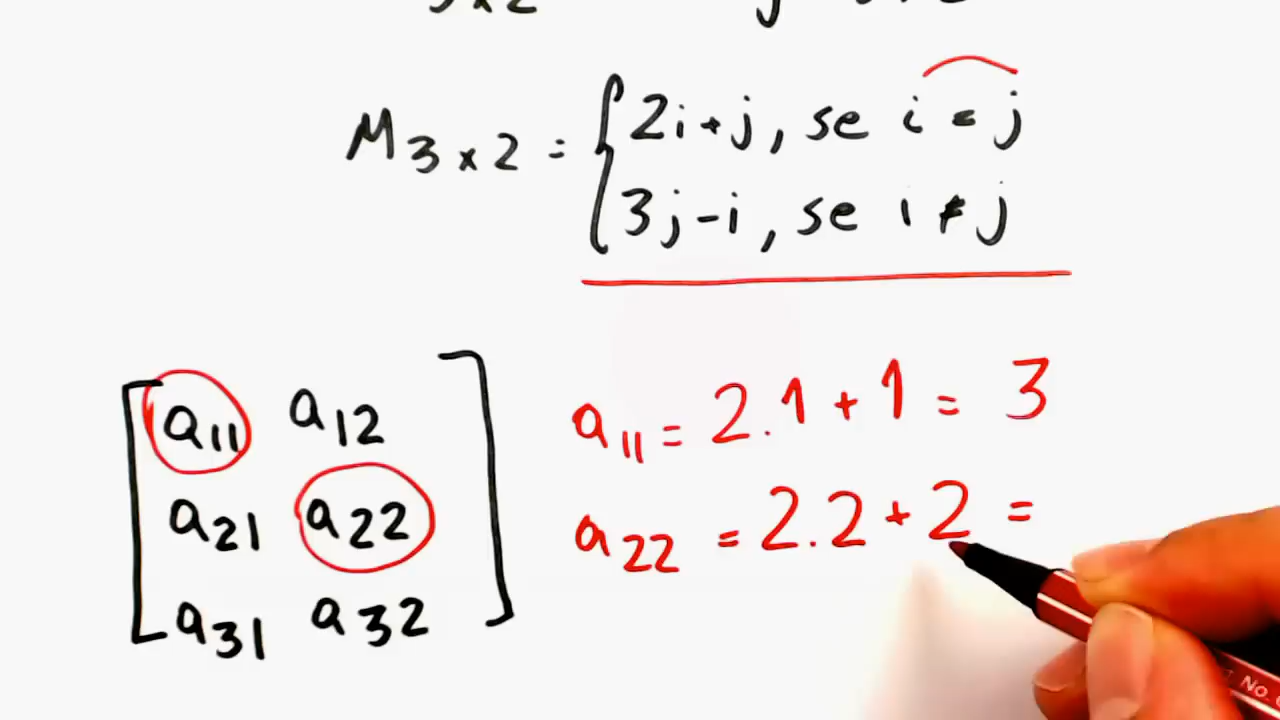 M3x2 = { 2i+j, se i = j
3j-i, se i ≠ j
a11 a12
a21 a22
a31 a32
a11 = 2.1 + 1 = 3
a22 = 2.2 + 2 =
No.